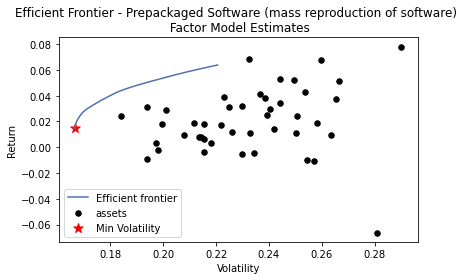 Efficient Frontier - Prepackaged Software (mass reproduction of software)
Factor Model Estimates
0.08
0.06
0.04
0.02
0.00
−0.02
−0.04
−0.06
Return
Efficient frontier
assets
Min Volatility
0.18 0.20 0.22 0.24 0.26 0.28
Volatility